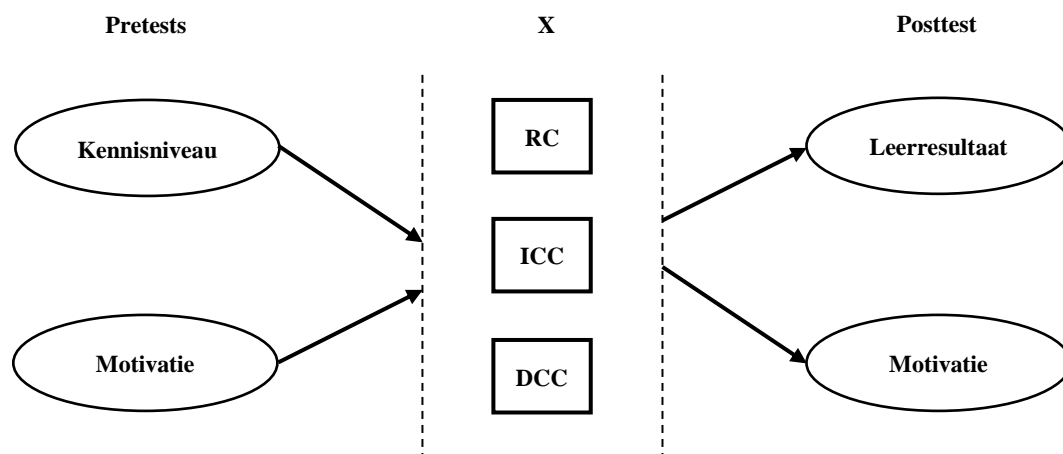 Pretests
X
Posttest
Kennisniveau
RC
Leerresultaat
ICC
Motivatie
DCC
Motivatie